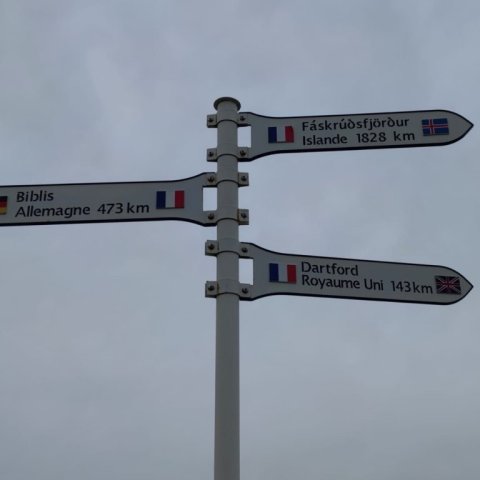 Fáskrúðsfjörður
Islande 1828 km
Biblis
Allemagne 473 km
Dartford
Royaume Uni 143 km